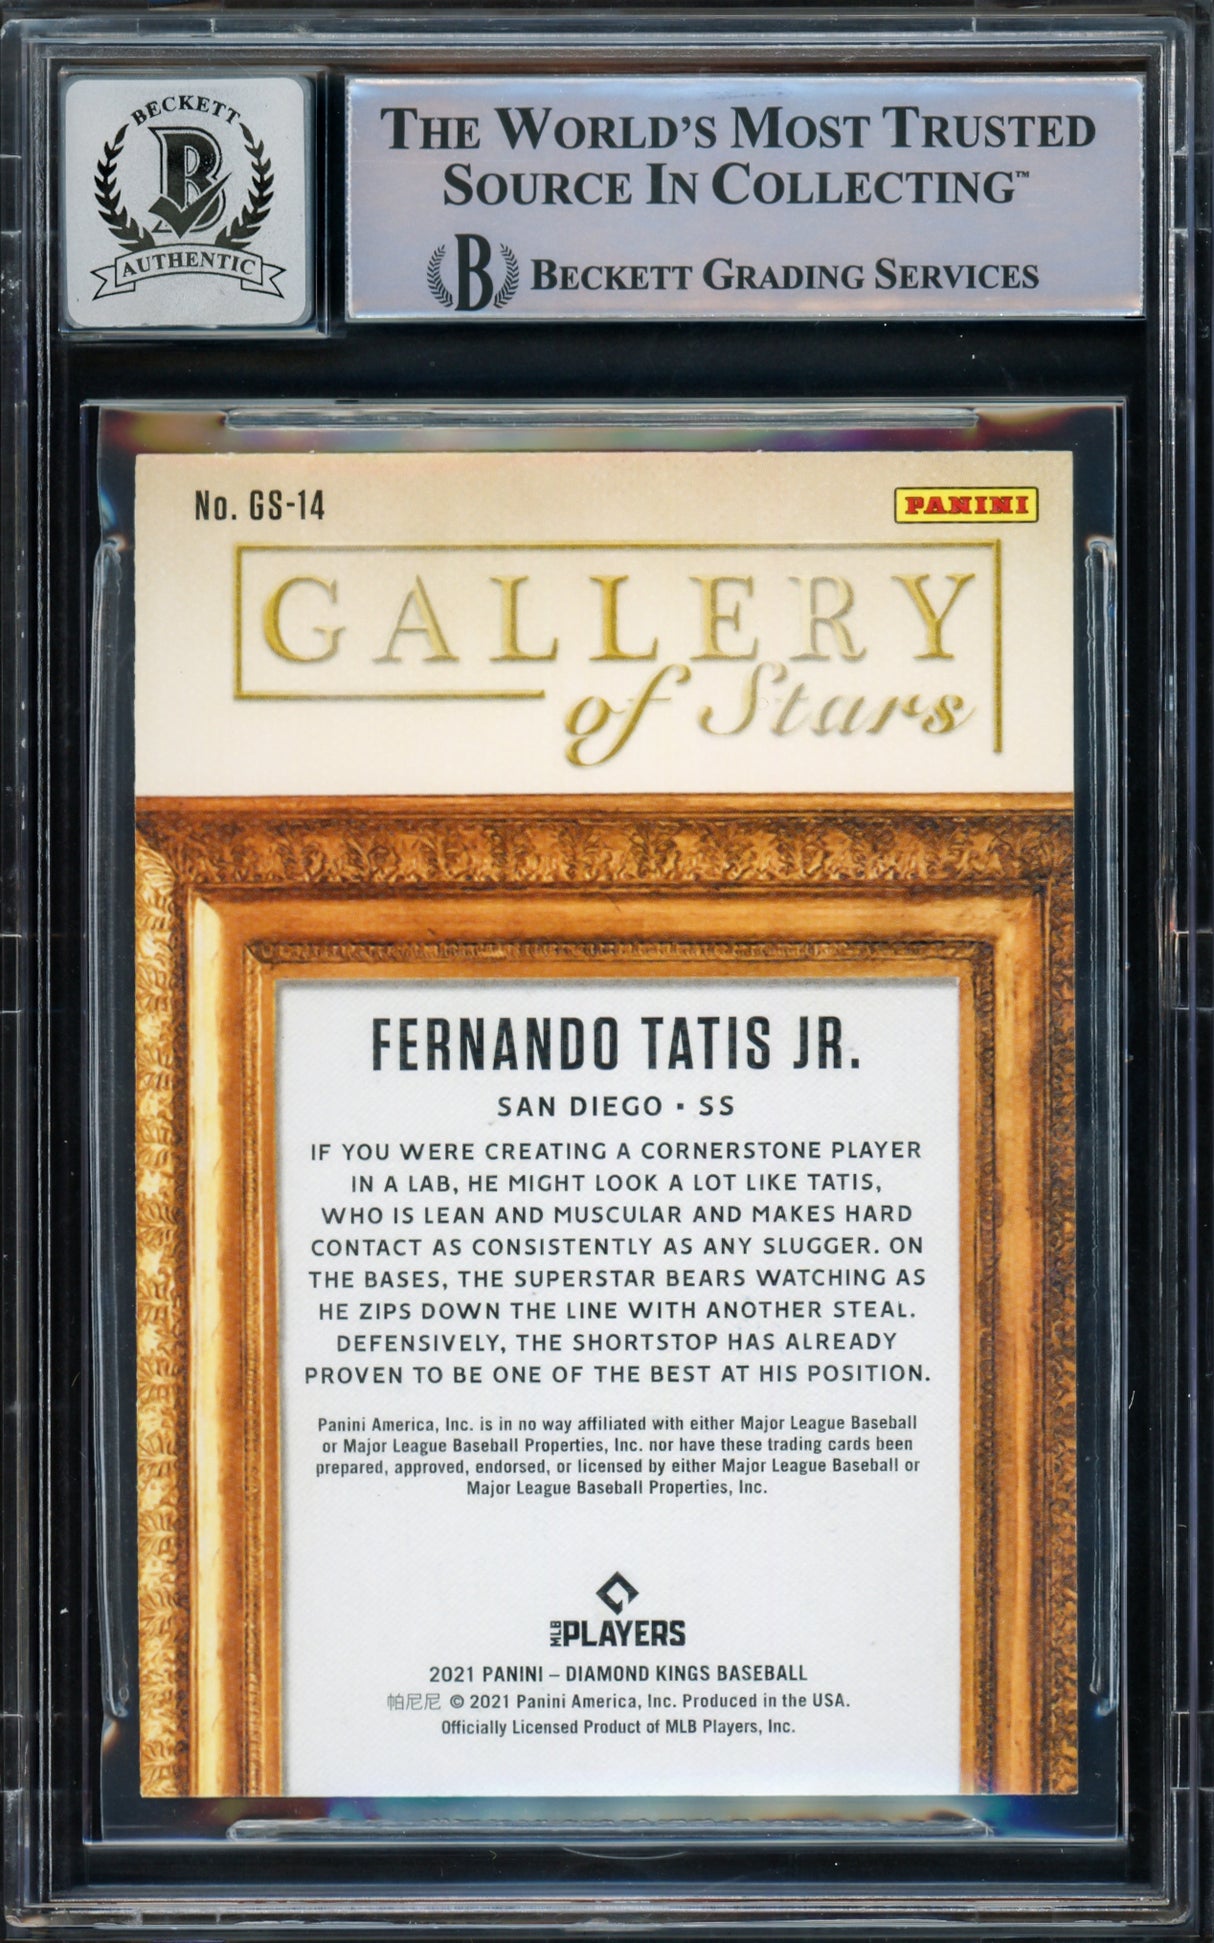 BECKETT
B
AUTHENTIC
THE WORLD'S MOST TRUSTED
SOURCE IN COLLECTING™
B BECKETT GRADING SERVICES
No. GS-14
PANINI
GALLERY
of Stars
FERNANDO TATIS JR.
SAN DIEGO ▪ SS
IF YOU WERE CREATING A CORNERSTONE PLAYER
IN A LAB, HE MIGHT LOOK A LOT LIKE TATIS,
WHO IS LEAN AND MUSCULAR AND MAKES HARD
CONTACT AS CONSISTENTLY AS ANY SLUGGER. ON
THE BASES, THE SUPERSTAR BEARS WATCHING AS
HE ZIPS DOWN THE LINE WITH ANOTHER STEAL.
DEFENSIVELY, THE SHORTSTOP HAS ALREADY
PROVEN TO BE ONE OF THE BEST AT HIS POSITION.
Panini America, Inc. is in no way affiliated with either Major League Baseball
or Major League Baseball Properties, Inc. nor have these trading cards been
prepared, approved, endorsed, or licensed by either Major League Baseball or
Major League Baseball Properties, Inc.
MLB PLAYERS
2021 PANINI – DIAMOND KINGS BASEBALL –
帕尼尼 © 2021 Panini America, Inc. Produced in the USA.
Officially Licensed Product of MLB Players, Inc.